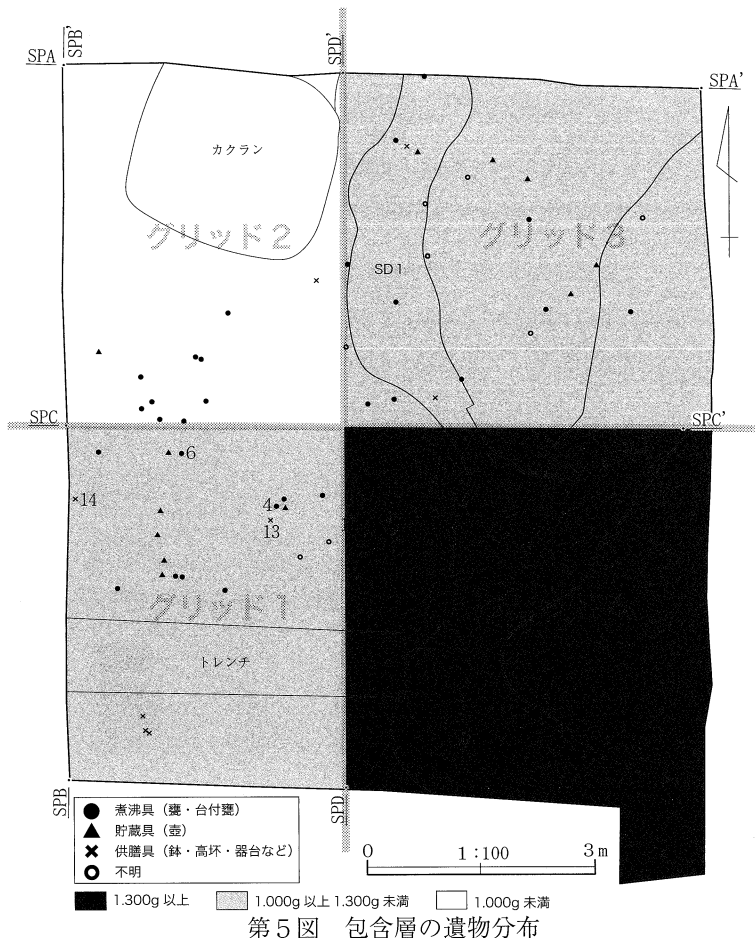 SPB'
SPD'
SPA
SPA'
カクラン
グリッド2
グリッド3
SD1
SPC
SPC'
6
14
4
13
グリッド1
トレンチ
SPB
SPD
煮沸具（甕・台付甕）
貯蔵具（壺）
供膳具（鉢・高坏・器台など）
不明
0 1:100 3m
1.300g 以上 1.000g 以上 1.300g 未満 1.000g 未満
第5図 包含層の遺物分布